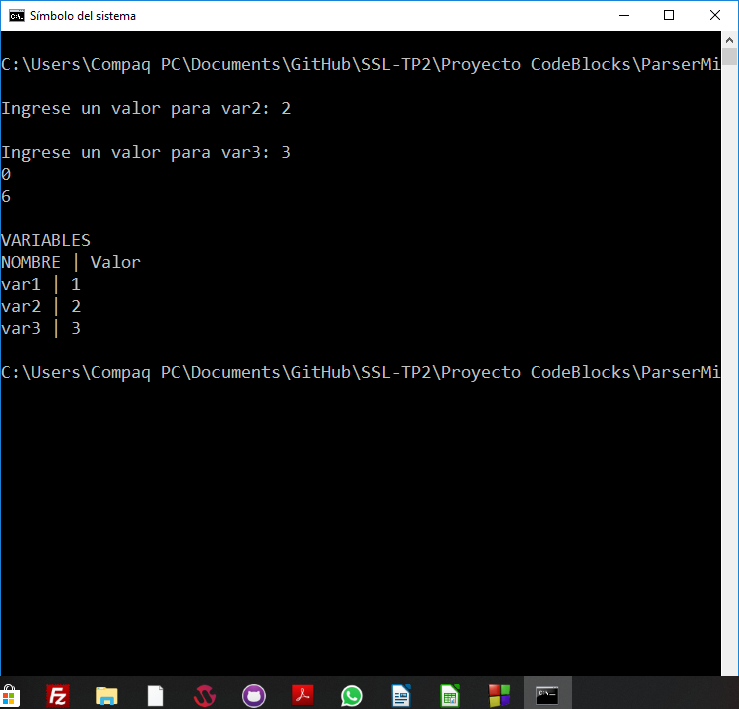 Símbolo del sistema
C:\Users\Compaq PC\Documents\GitHub\SSL-TP2\Proyecto CodeBlocks\ParserMi
Ingrese un valor para var2: 2
Ingrese un valor para var3: 3
0
6
VARIABLES
NOMBRE | Valor
var1 | 1
var2 | 2
var3 | 3
C:\Users\Compaq PC\Documents\GitHub\SSL-TP2\Proyecto CodeBlocks\ParserMi